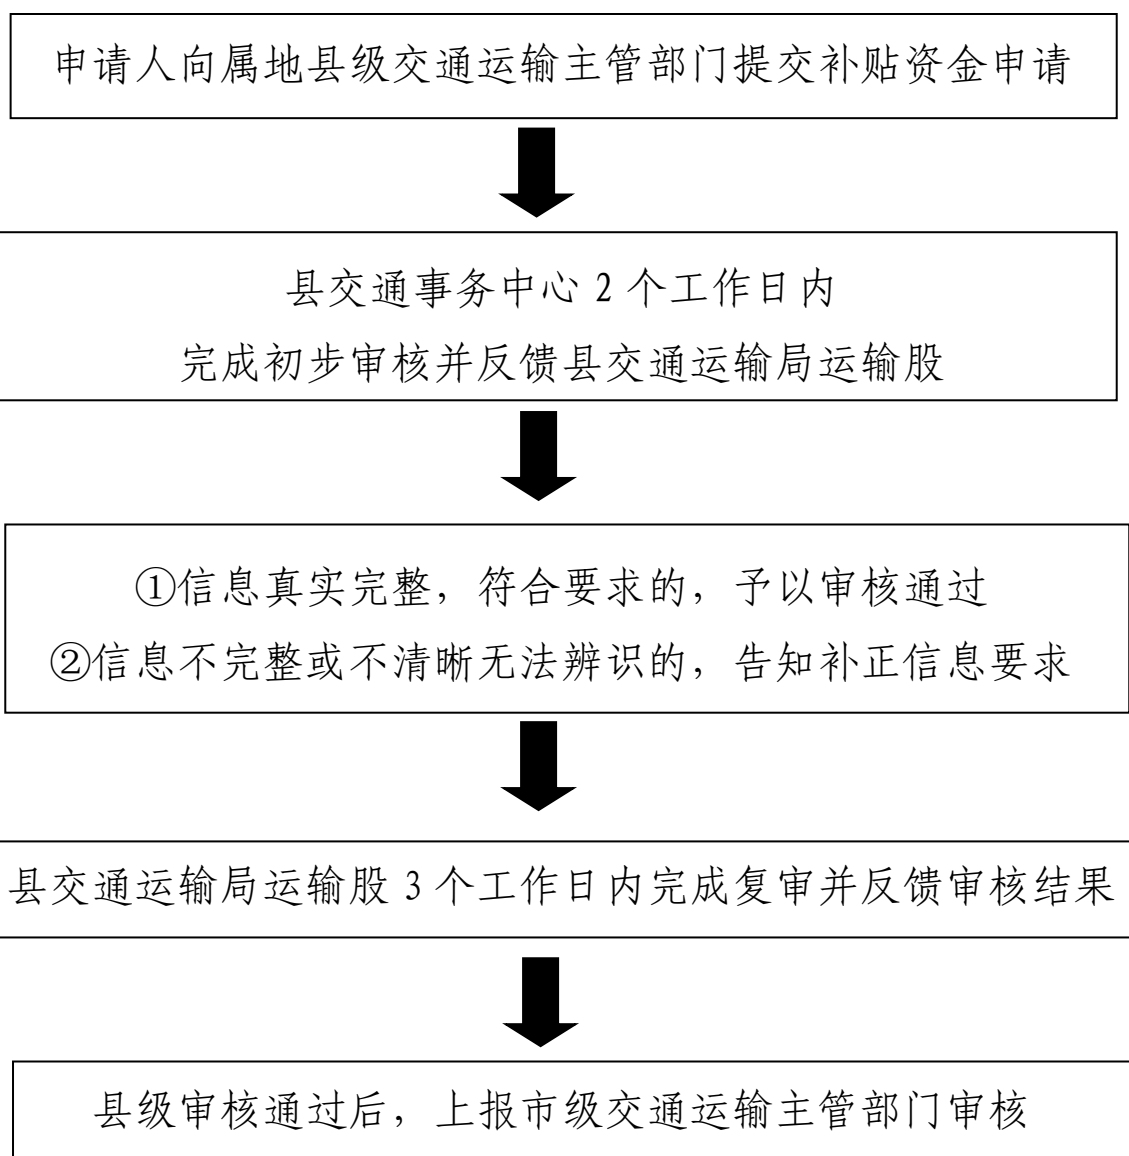 申请人向属地县级交通运输主管部门提交补贴资金申请
县交通事务中心 2 个工作日内
完成初步审核并反馈县交通运输局运输股
①信息真实完整，符合要求的，予以审核通过
②信息不完整或不清晰无法辨识的，告知补正信息要求
县交通运输局运输股 3 个工作日内完成复审并反馈审核结果
县级审核通过后，上报市级交通运输主管部门审核